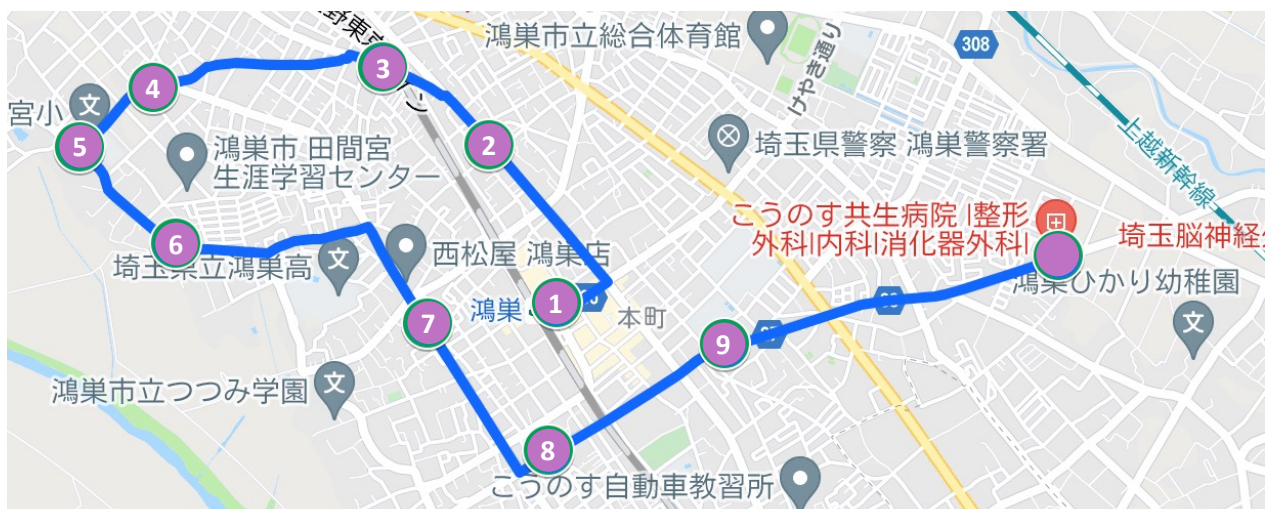 鴻巣市立総合体育館
308
けやき通り
3
4
宮小
文
5
2
鴻巣市 田間宮
生涯学習センター
埼玉県警察 鴻巣警察署
上越新幹線
こうのす共生病院 |整形
外科|内科|消化器外科|
埼玉脳神経外
6
埼玉県立鴻巣高
文
西松屋 鴻巣店
鴻巣
1
本町
鴻巣ひかり幼稚園
文
7
9
鴻巣市立つつみ学園
文
8
こうのす自動車教習所